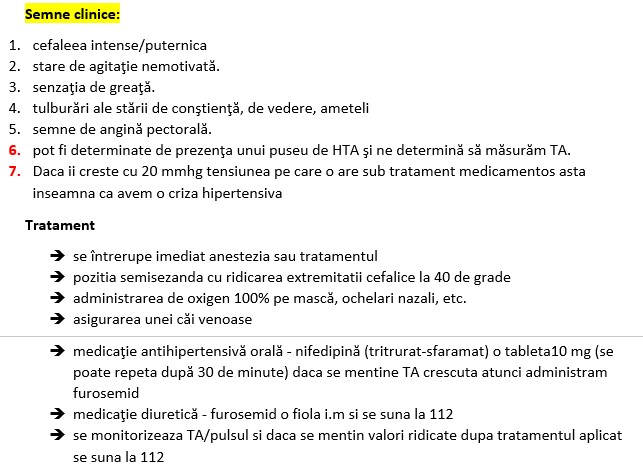 Semne clinice:
1. cefaleea intense/puternica
2. stare de agitaţie nemotivată.
3. senzaţia de greaţă.
4. tulburări ale stării de conştienţă, de vedere, ameteli
5. semne de angină pectorală.
6. pot fi determinate de prezenţa unui puseu de HTA şi ne determină să măsurăm TA.
7. Daca ii creste cu 20 mmhg tensiunea pe care o are sub tratament medicamentos asta
inseamna ca avem o criza hipertensiva
Tratament
➔ se întrerupe imediat anestezia sau tratamentul
➔ pozitia semisezanda cu ridicarea extremitatii cefalice la 40 de grade
➔ administrarea de oxigen 100% pe mască, ochelari nazali, etc.
➔ asigurarea unei căi venoase
➔ medicaţie antihipertensivă orală - nifedipină (tritrurat-sfaramat) o tableta10 mg (se
poate repeta după 30 de minute) daca se mentine TA crescuta atunci administram
furosemid
➔ medicaţie diuretică - furosemid o fiola i.m si se suna la 112
➔ se monitorizeaza TA/pulsul si daca se mentin valori ridicate dupa tratamentul aplicat
se suna la 112